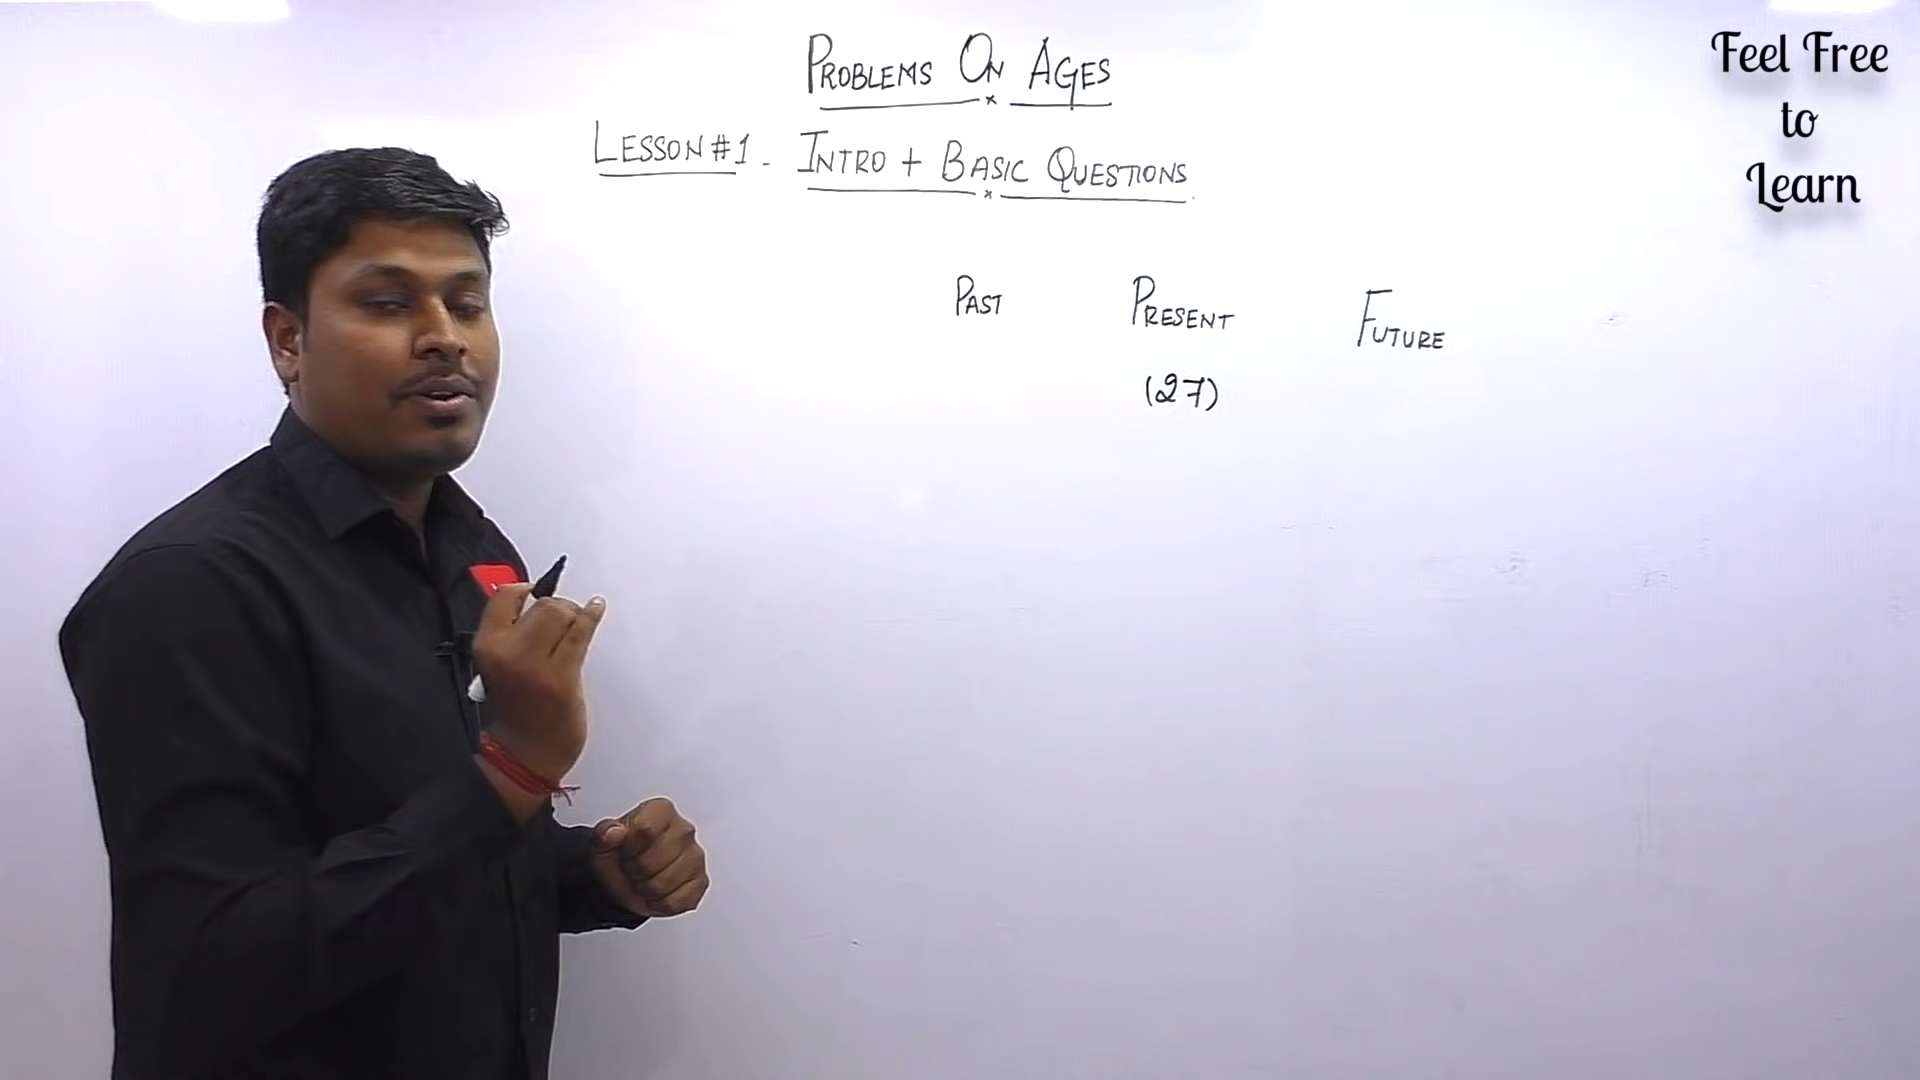 PROBLEMS ON AGES
LESSON #1 - INTRO + BASIC QUESTIONS.
PAST PRESENT FUTURE
(27)
Feel Free
to
Learn